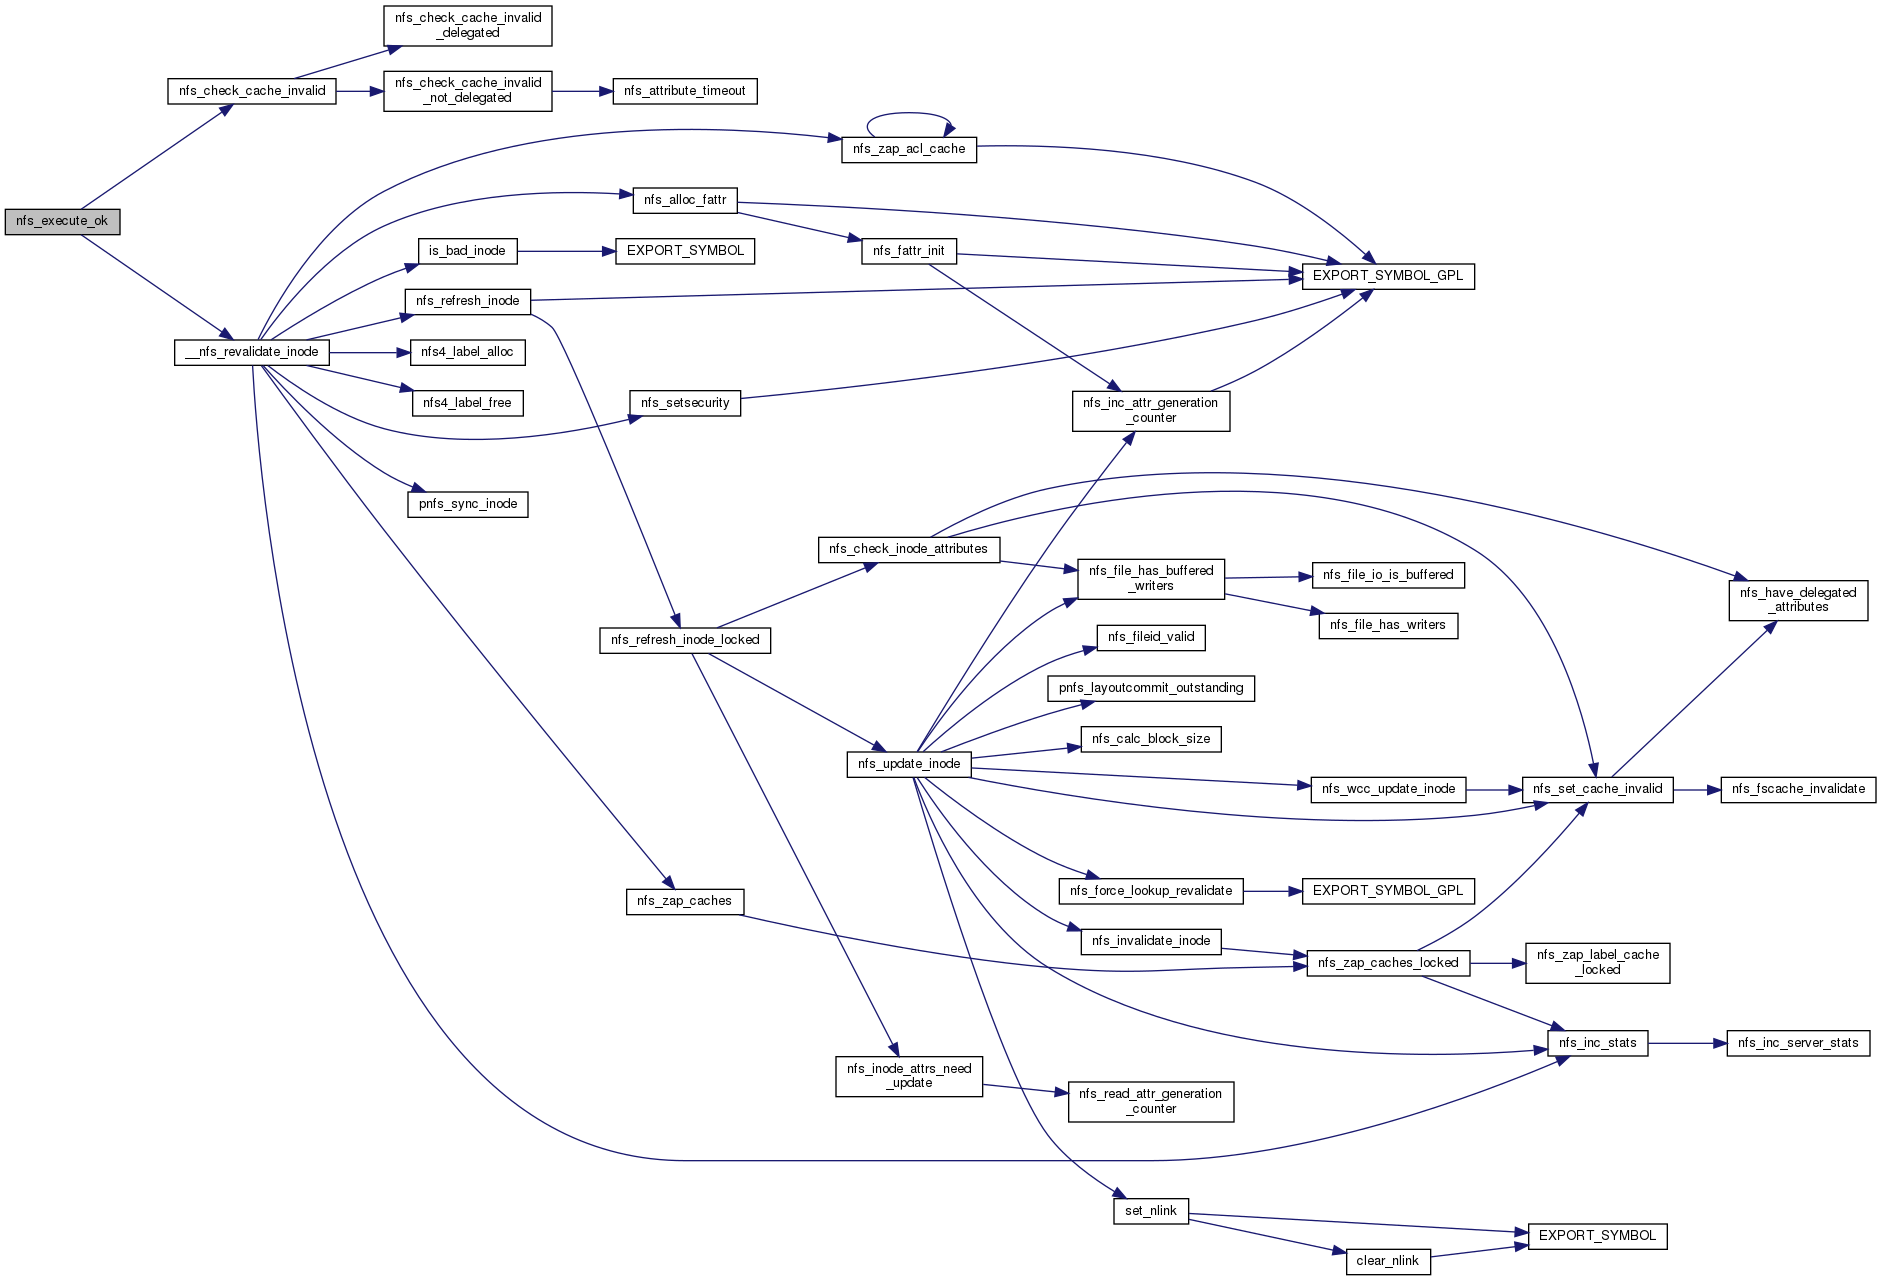 nfs_check_cache_invalid
_delegated
nfs_check_cache_invalid
nfs_check_cache_invalid
_not_delegated
nfs_attribute_timeout
nfs_zap_acl_cache
nfs_alloc_fattr
nfs_execute_ok
is_bad_inode
EXPORT_SYMBOL
nfs_fattr_init
EXPORT_SYMBOL_GPL
nfs_refresh_inode
__nfs_revalidate_inode
nfs4_label_alloc
nfs4_label_free
nfs_setsecurity
nfs_inc_attr_generation
_counter
pnfs_sync_inode
nfs_check_inode_attributes
nfs_file_has_buffered
_writers
nfs_file_io_is_buffered
nfs_have_delegated
_attributes
nfs_file_has_writers
nfs_refresh_inode_locked
nfs_fileid_valid
pnfs_layoutcommit_outstanding
nfs_calc_block_size
nfs_update_inode
nfs_wcc_update_inode
nfs_set_cache_invalid
nfs_fscache_invalidate
nfs_force_lookup_revalidate
EXPORT_SYMBOL_GPL
nfs_zap_caches
nfs_invalidate_inode
nfs_zap_caches_locked
nfs_zap_label_cache
_locked
nfs_inc_stats
nfs_inc_server_stats
nfs_inode_attrs_need
_update
nfs_read_attr_generation
_counter
set_nlink
EXPORT_SYMBOL
clear_nlink